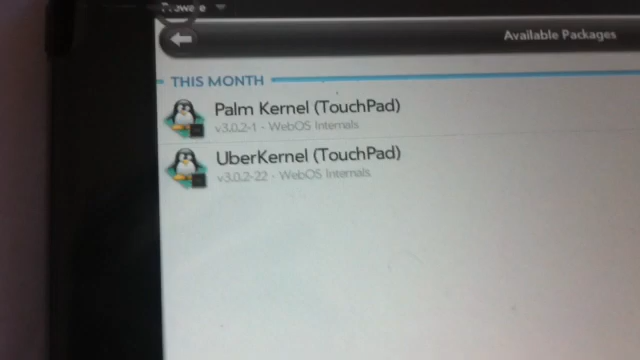 Preware
Available Packages
THIS MONTH
Palm Kernel (TouchPad)
v3.0.2-1 - WebOS Internals
UberKernel (TouchPad)
v3.0.2-22 - WebOS Internals